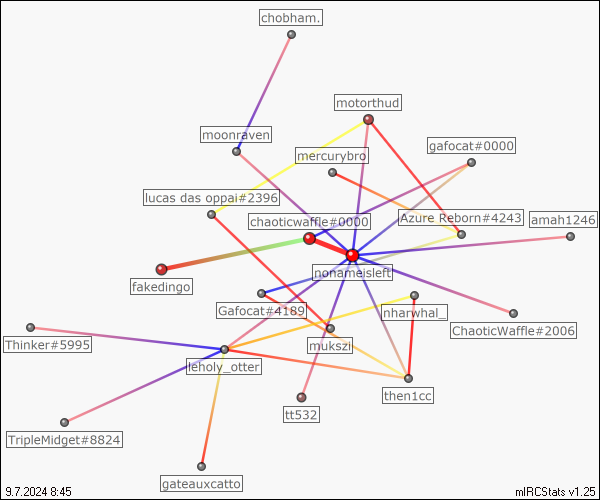 chobham.
motorthud
moonraven
gafocat#0000
mercurybro
lucas das oppai#2396
chaoticwaffle#0000
Azure Reborn#4243
amah1246
nonameisleft
fakedingo
Gafocat#4189
nharwhal_
ChaoticWaffle#2006
Thinker#5995
mukszi
leholy_otter
then1cc
tt532
TripleMidget#8824
gateauxcatto
9.7.2024 8:45
mIRCStats v1.25